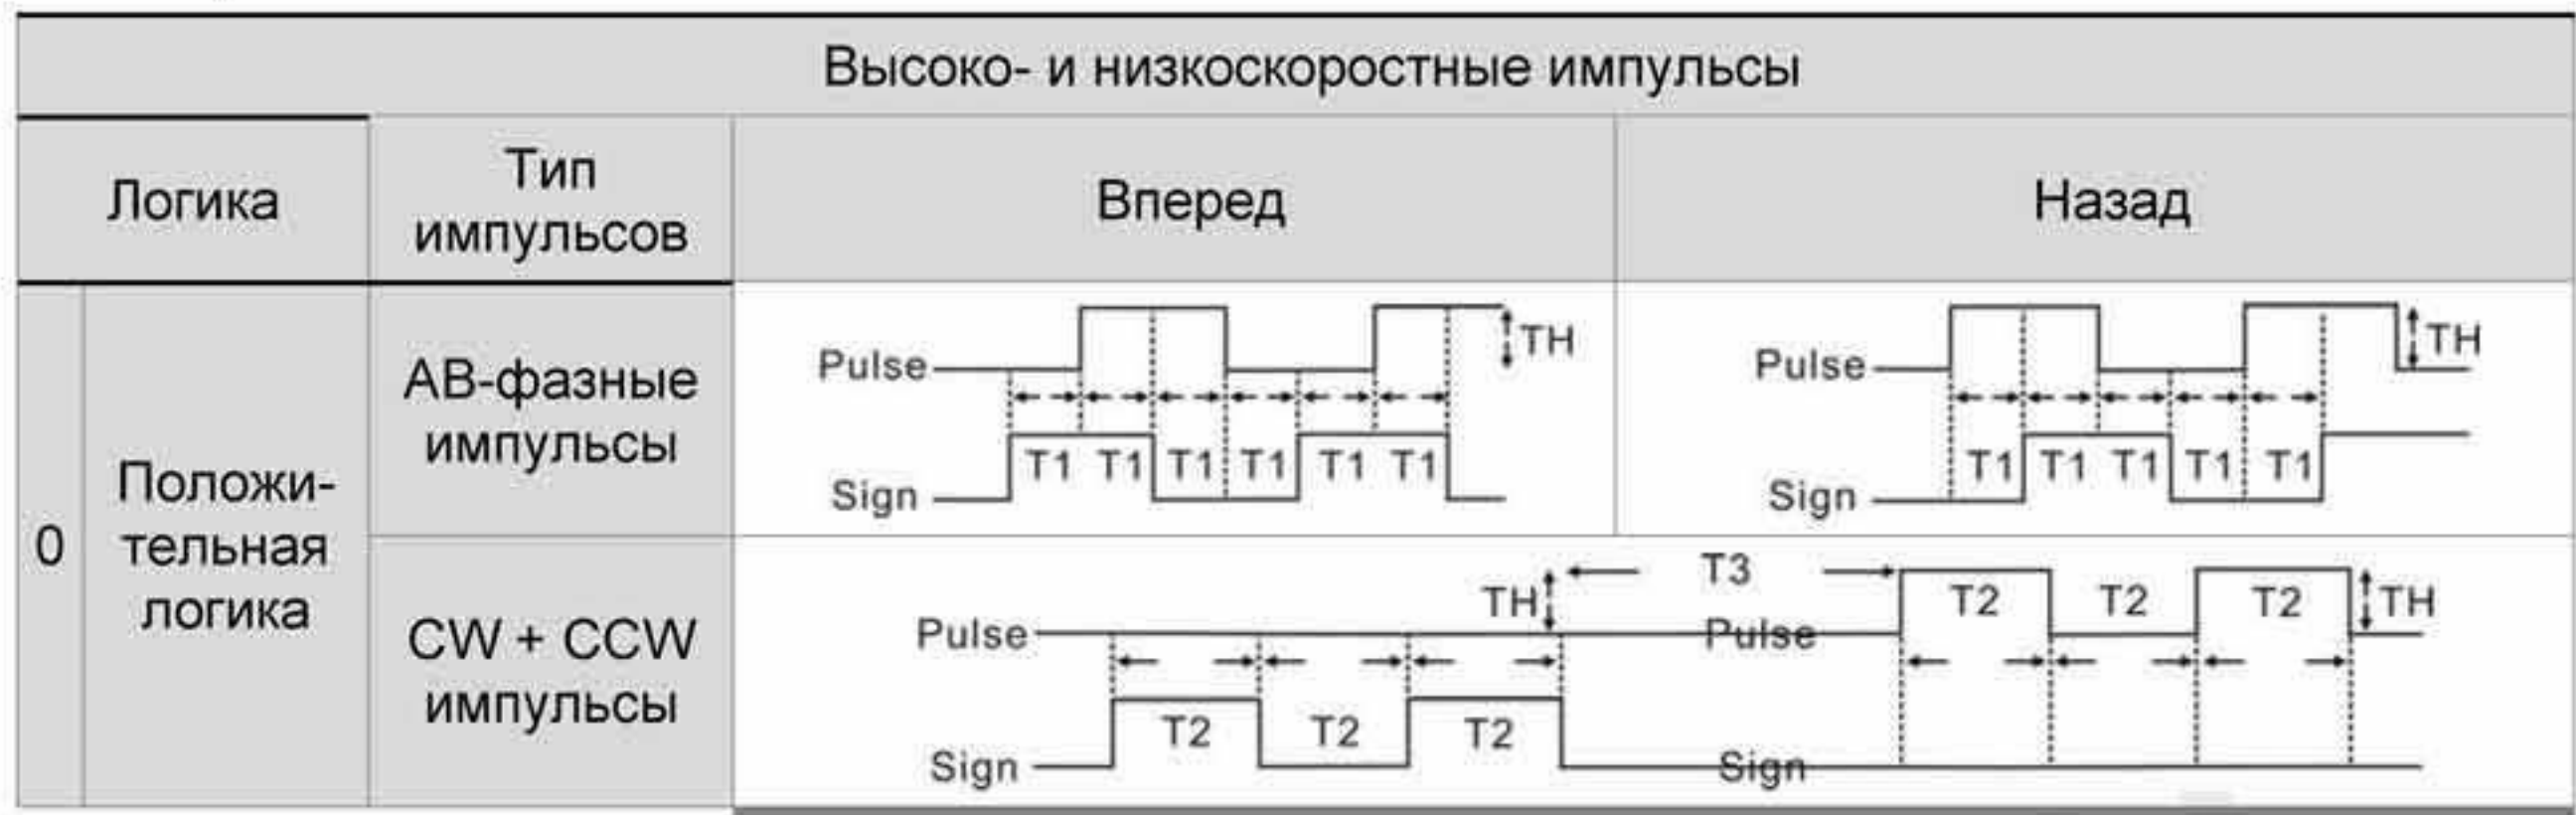 Высоко- и низкоскоростные импульсы
Логика
Тип
импульсов
Вперед
Назад
0
Положи-
тельная
логика
АВ-фазные
импульсы
Pulse
TH
T1 T1 T1 T1 T1 T1
Sign
Pulse
TH
T1 T1 T1 T1 T1
Sign
CW + CCW
импульсы
TH
T3
Pulse
T2 T2 T2
Sign
Pulse
T2 T2 T2
TH
Sign